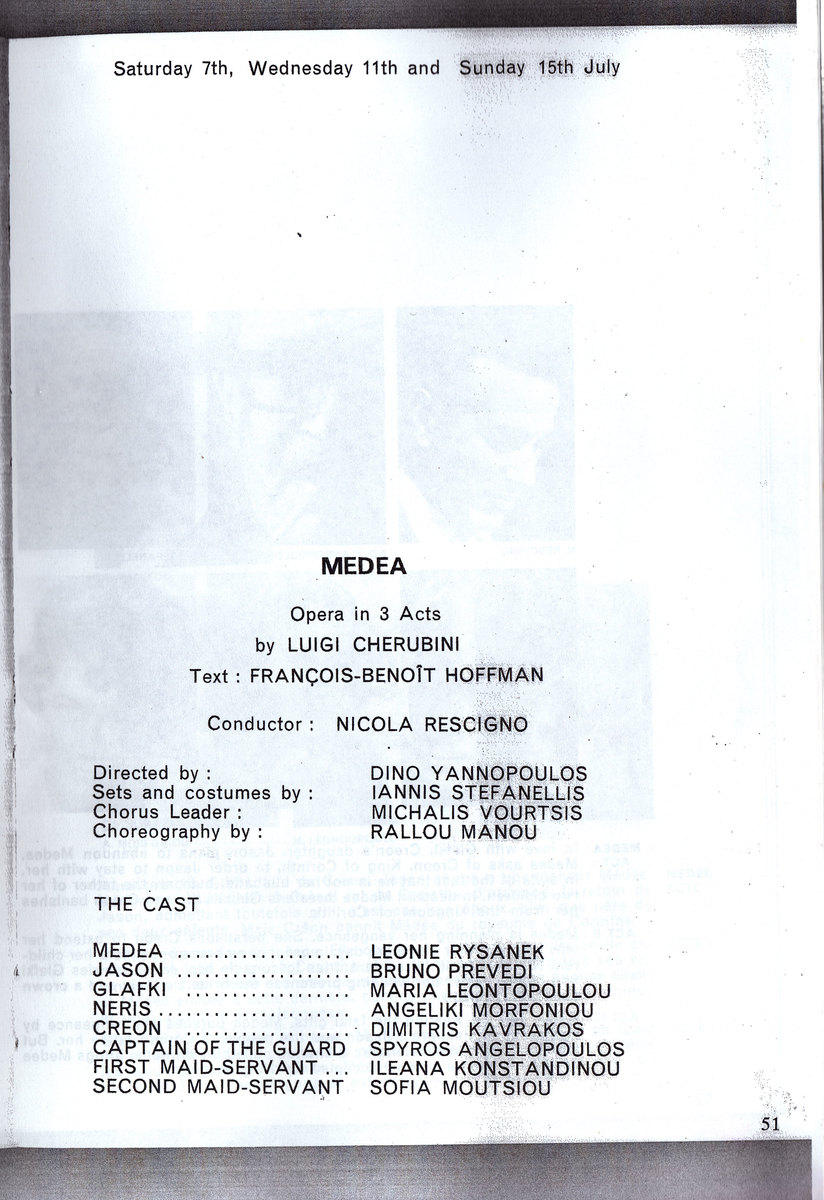 Saturday 7th, Wednesday 11th and Sunday 15th July
MEDEA
Opera in 3 Acts
by LUIGI CHERUBINI
Text : FRANÇOIS-BENOÎT HOFFMAN
Conductor : NICOLA RESCIGNO
Directed by : DINO YANNOPOULOS
Sets and costumes by : IANNIS STEFANELLIS
Chorus Leader : MICHALIS VOURTSIS
Choreography by : RALLOU MANOU
THE CAST
MEDEA ................... LEONIE RYSANEK
JASON ................... BRUNO PREVEDI
GLAFKI .................. MARIA LEONTOPOULOU
NERIS ..................... ANGELIKI MORFONIOU
CREON .................. DIMITRIS KAVRAKOS
CAPTAIN OF THE GUARD SPYROS ANGELOPOULOS
FIRST MAID-SERVANT .... ILEANA KONSTANDINOU
SECOND MAID-SERVANT SOFIA MOUTSIOU
51